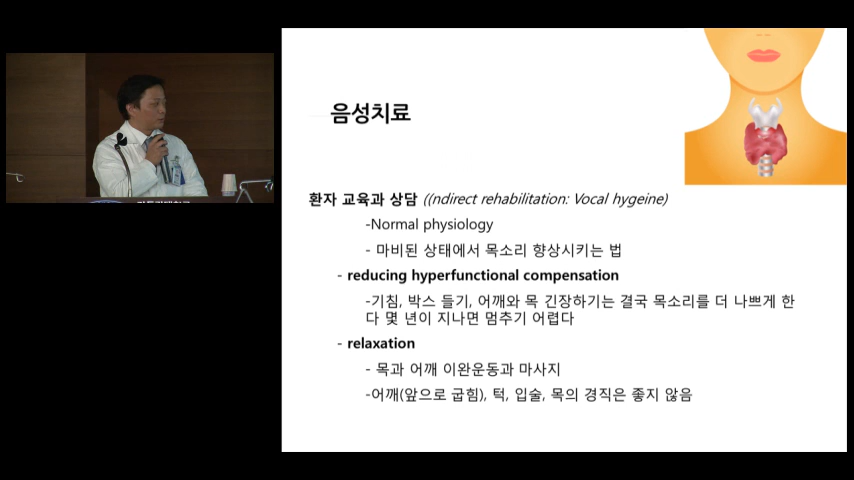 음성치료
환자 교육과 상담 ((ndirect rehabilitation: Vocal hygeine)
-Normal physiology
- 마비된 상태에서 목소리 향상시키는 법
- reducing hyperfunctional compensation
-기침, 박스 들기, 어깨와 목 긴장하기는 결국 목소리를 더 나쁘게 한
다 몇 년이 지나면 멈추기 어렵다
- relaxation
- 목과 어깨 이완운동과 마사지
-어깨(앞으로 굽힘), 턱, 입술, 목의 경직은 좋지 않음